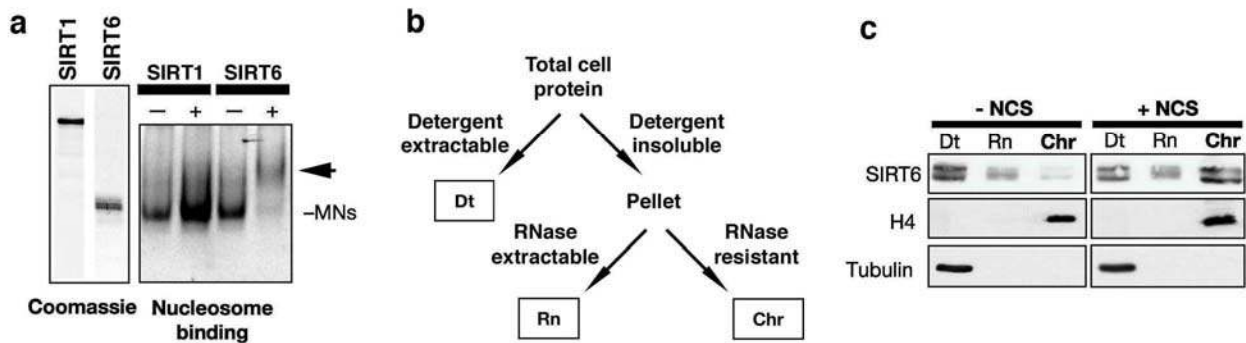 a
SIRT1
SIRT6
SIRT1 SIRT6
− + − +
–MNs
Coomassie
Nucleosome
binding
b
Total cell
protein
Detergent
extractable
Detergent
insoluble
Dt
Pellet
RNase
extractable
RNase
resistant
Rn
Chr
c
- NCS + NCS
Dt Rn Chr Dt Rn Chr
SIRT6
H4
Tubulin